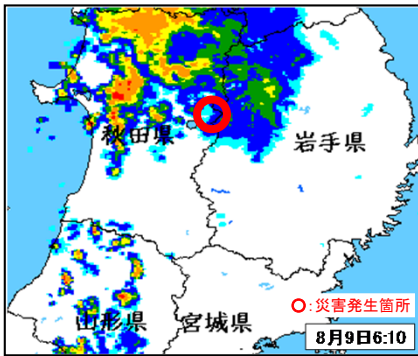 秋田県
岩手県
山形県
宮城県
○:災害発生箇所
8月9日6:10